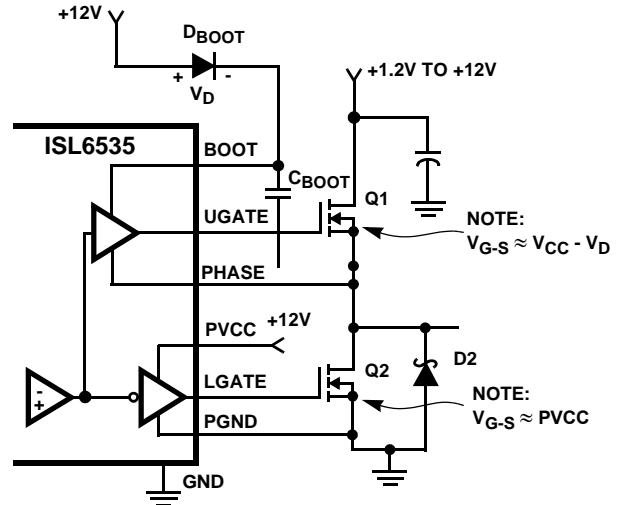 +12V
DBOOT
+ -
VD
+1.2V TO +12V
ISL6535
BOOT
CBOOT
UGATE
Q1
NOTE:
VG-S ≈ VCC - VD
PHASE
PVCC
+12V
Q2
D2
LGATE
- +
NOTE:
VG-S ≈ PVCC
PGND
GND